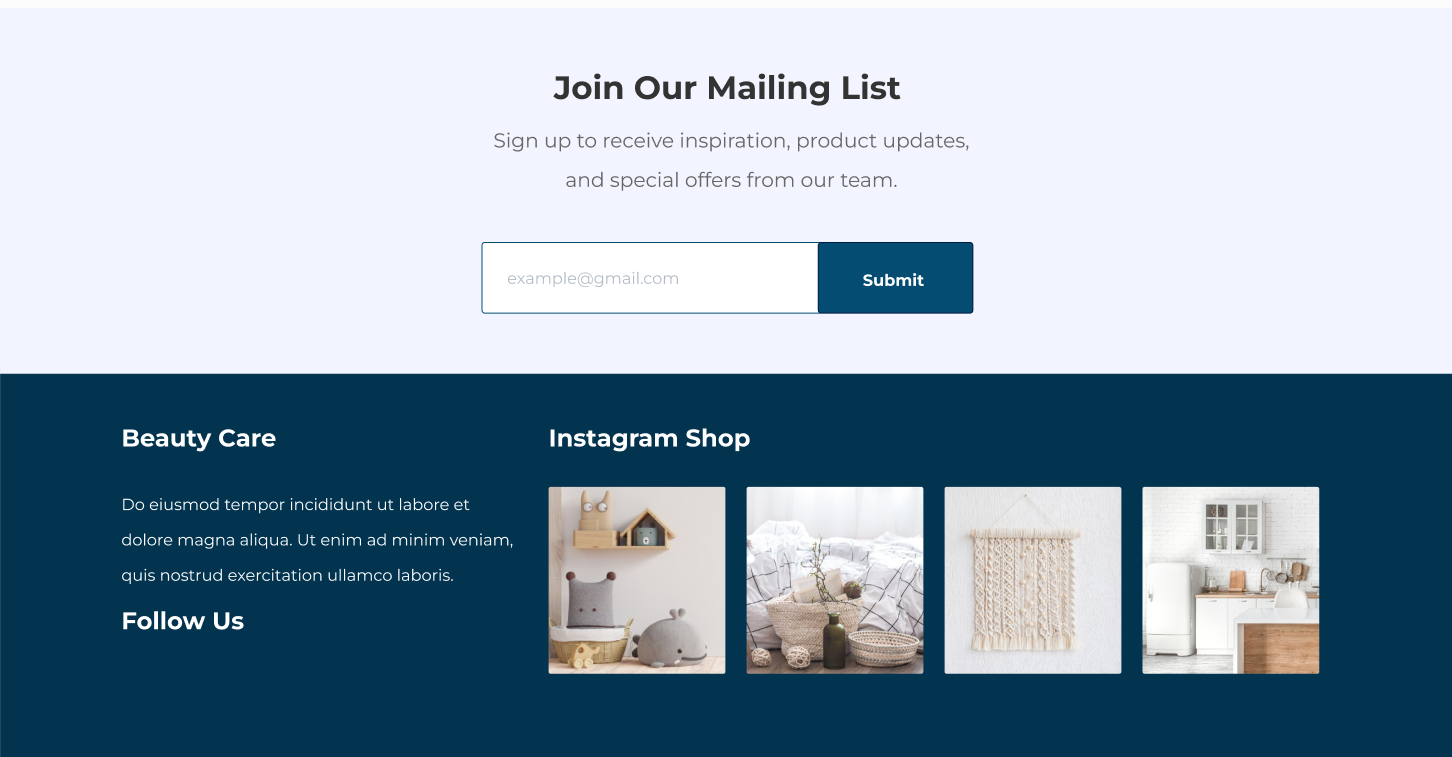 Join Our Mailing List
Sign up to receive inspiration, product updates,
and special offers from our team.
example@gmail.com
Submit
Beauty Care
Do eiusmod tempor incididunt ut labore et
dolore magna aliqua. Ut enim ad minim veniam,
quis nostrud exercitation ullamco laboris.
Follow Us
Instagram Shop